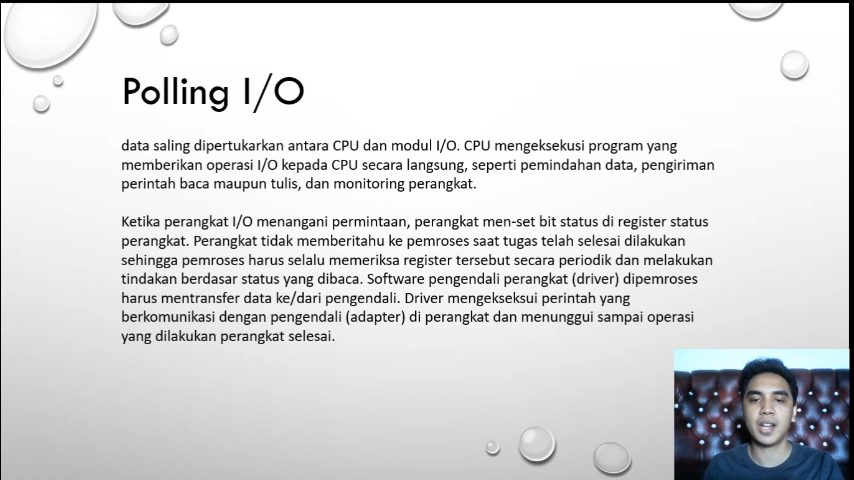 Polling I/O
data saling dipertukarkan antara CPU dan modul I/O. CPU mengeksekusi program yang
memberikan operasi I/O kepada CPU secara langsung, seperti pemindahan data, pengiriman
perintah baca maupun tulis, dan monitoring perangkat.
Ketika perangkat I/O menangani permintaan, perangkat men-set bit status di register status
perangkat. Perangkat tidak memberitahu ke pemroses saat tugas telah selesai dilakukan
sehingga pemroses harus selalu memeriksa register tersebut secara periodik dan melakukan
tindakan berdasar status yang dibaca. Software pengendali perangkat (driver) dipemroses
harus mentransfer data ke/dari pengendali. Driver mengekseksui perintah yang
berkomunikasi dengan pengendali (adapter) di perangkat dan menunggui sampai operasi
yang dilakukan perangkat selesai.